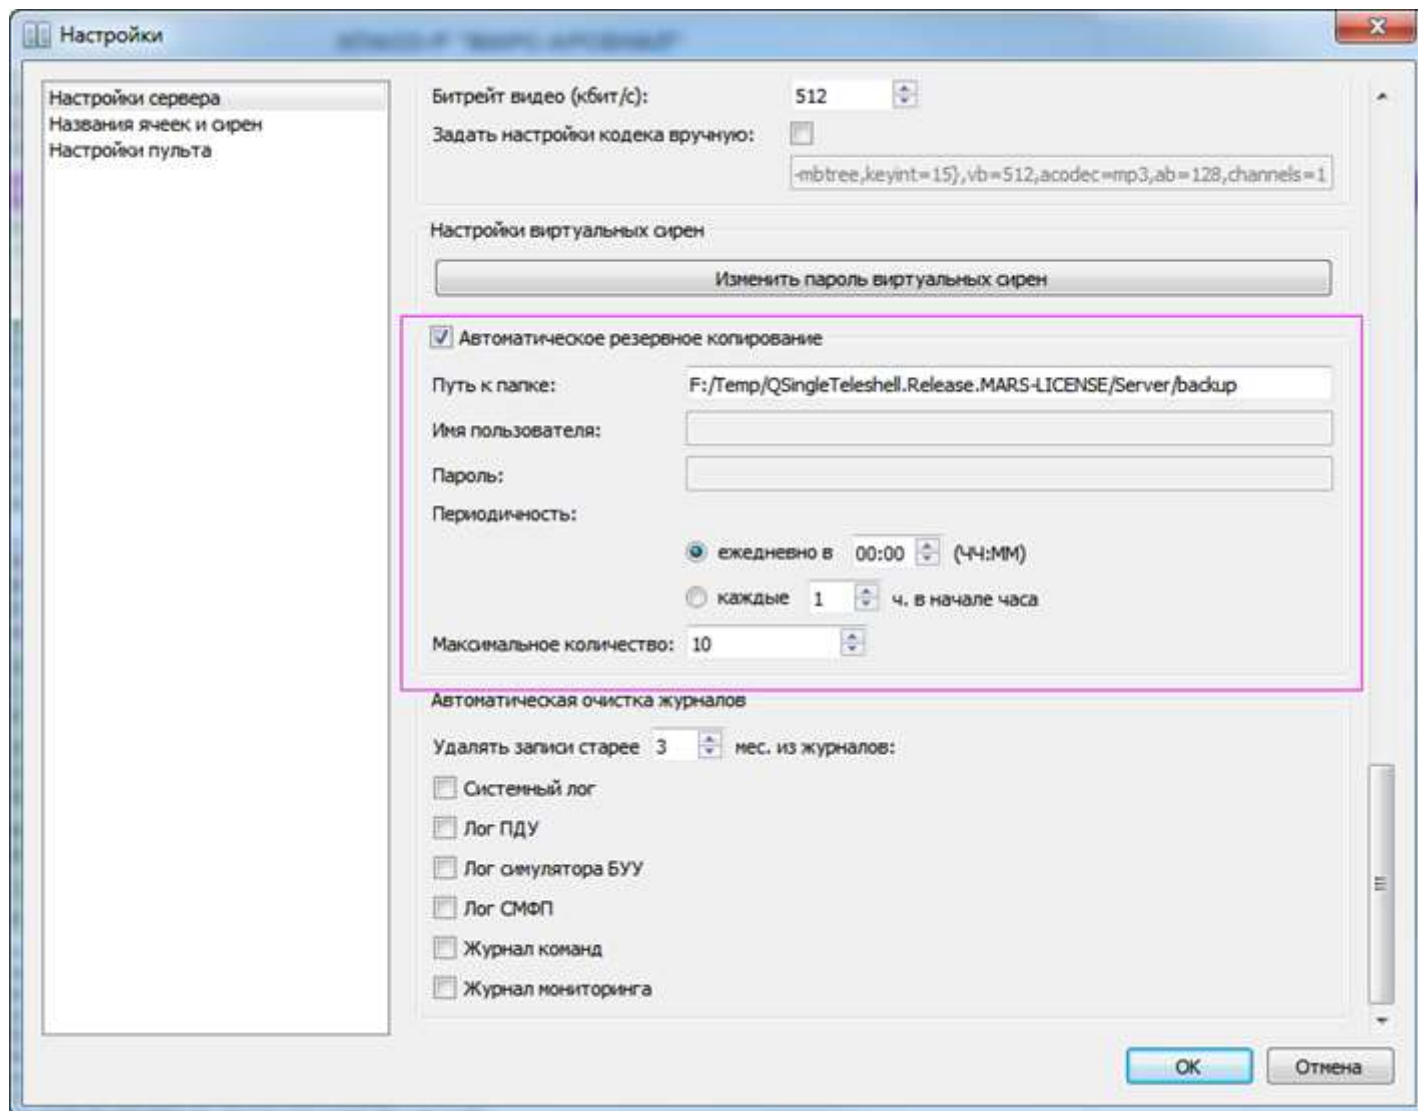 Настройки
Настройки сервера
Названия ячеек и сирен
Настройки пульта
Битрейт видео (кбит/с): 512
Задать настройки кодека вручную:
-mbtree,keyint=15},vb=512,acodec=mp3,ab=128,channels=1
Настройки виртуальных сирен
Изменить пароль виртуальных сирен
Автоматическое резервное копирование
Путь к папке: F:/Temp/QSingleTeleshell.Release.MARS-LICENSE/Server/backup
Имя пользователя:
Пароль:
Периодичность:
ежедневно в 00:00 (ЧЧ:ММ)
каждые 1 ч. в начале часа
Максимальное количество: 10
Автоматическая очистка журналов
Удалять записи старее 3 мес. из журналов:
Системный лог
Лог ПДУ
Лог симулятора БУУ
Лог СМФП
Журнал команд
Журнал мониторинга
OK Отмена